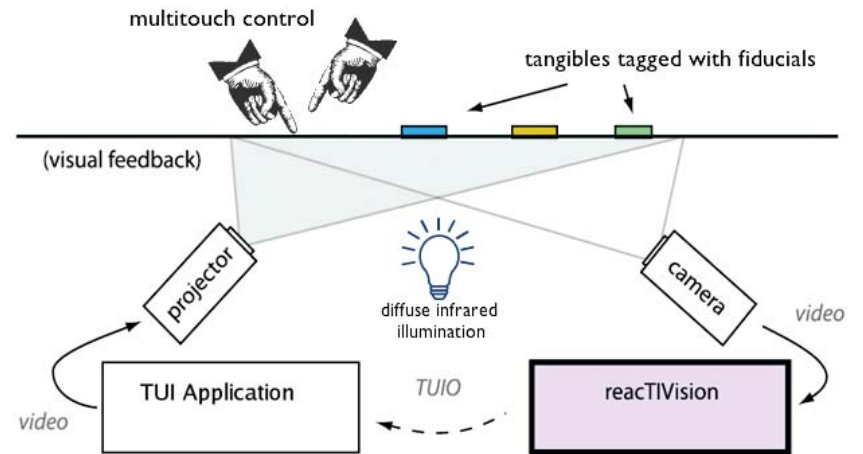 multitouch control
tangibles tagged with fiducials
(visual feedback)
projector
camera
diffuse infrared
illumination
video
TUI Application
TUIO
reacTIVision
video